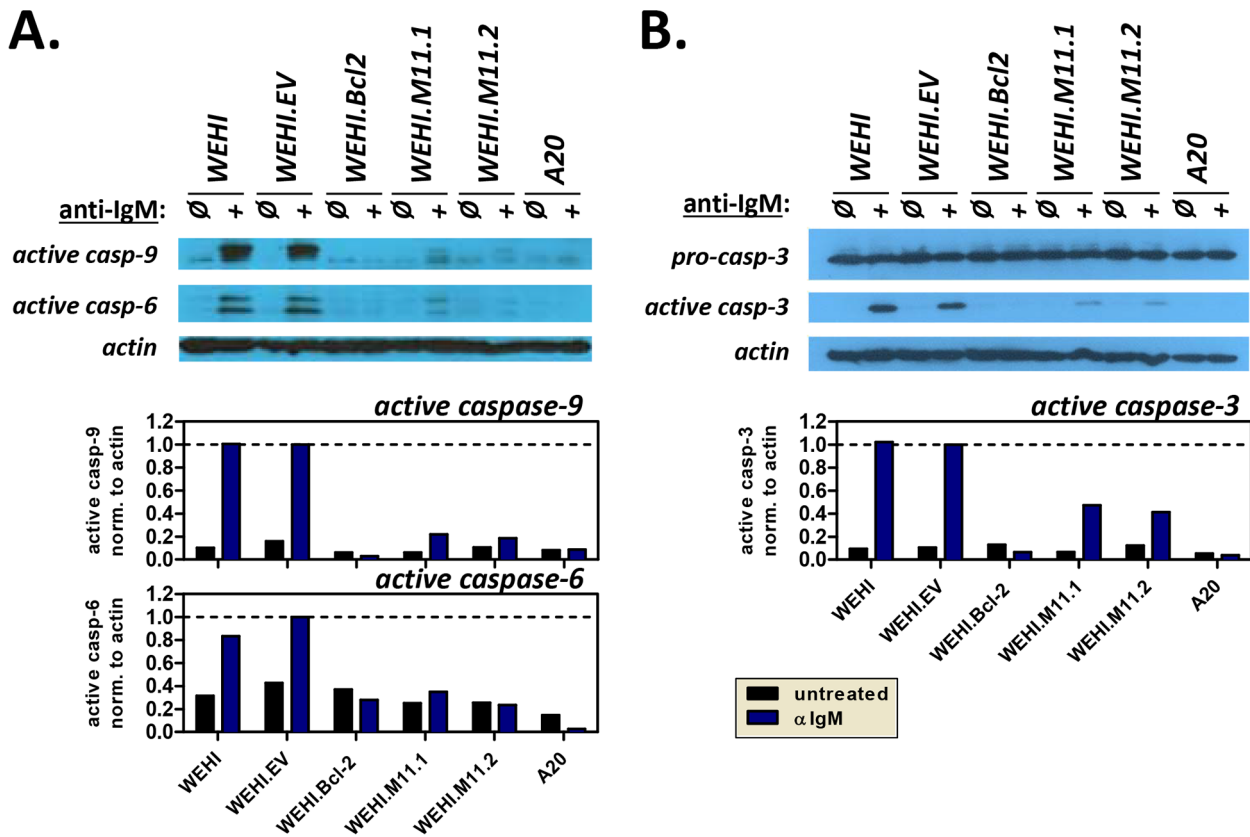 A.
WEHI
WEHI.EV
WEHI.Bcl2
WEHI.M11.1
WEHI.M11.2
A20
anti-IgM: Ø + Ø + Ø + Ø + Ø + Ø +
active casp-9
active casp-6
actin
active caspase-9
active casp-9
norm. to actin
1.2
1.0
0.8
0.6
0.4
0.2
0.0
active caspase-6
active casp-6
norm. to actin
1.2
1.0
0.8
0.6
0.4
0.2
0.0
WEHI
WEHI.EV
WEHI.Bcl-2
WEHI.M11.1
WEHI.M11.2
A20
B.
WEHI
WEHI.EV
WEHI.Bcl2
WEHI.M11.1
WEHI.M11.2
A20
anti-IgM: Ø + Ø + Ø + Ø + Ø + Ø +
pro-casp-3
active casp-3
actin
active caspase-3
active casp-3
norm. to actin
1.2
1.0
0.8
0.6
0.4
0.2
0.0
WEHI
WEHI.EV
WEHI.Bcl-2
WEHI.M11.1
WEHI.M11.2
A20
untreated
α IgM